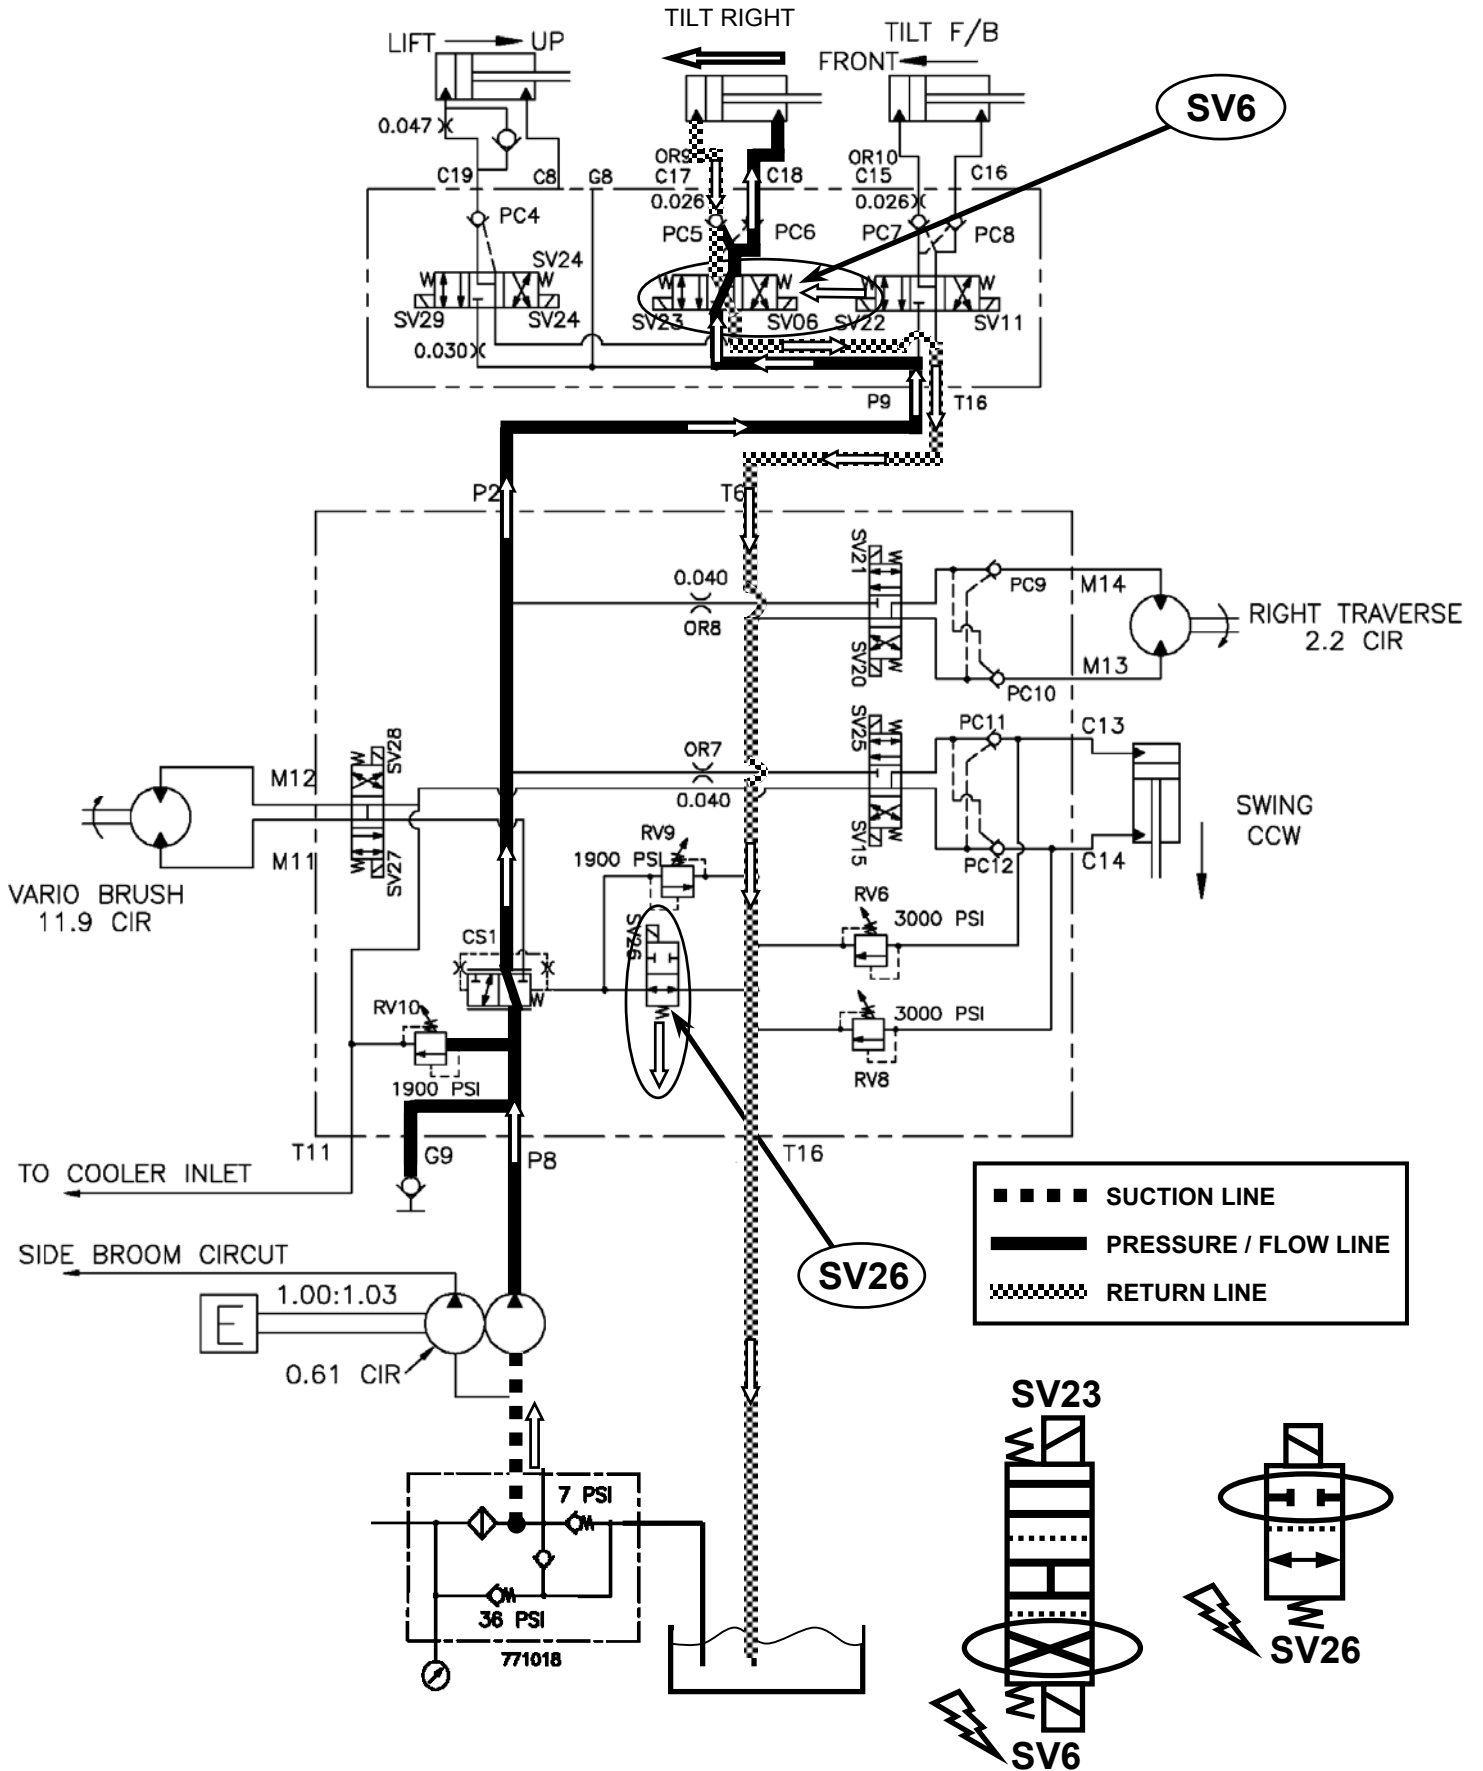 TILT RIGHT
LIFT UP
TILT F/B
FRONT
SV6
0.047
OR9
OR10
C19
C8
G8
C17
C18
C15
C16
0.026
0.026
PC4
PC5
PC6
PC7
PC8
SV24
SV29
SV24
SV23
SV06
SV22
SV11
0.030
P9
T16
P2
T6
SV21
0.040
OR8
SV20
PC9
M14
RIGHT TRAVERSE
2.2 CIR
M13
PC10
SV25
PC11
C13
OR7
0.040
SV28
M12
M11
SV27
SV15
PC12
C14
SWING
CCW
VARIO BRUSH
11.9 CIR
RV9
1900 PSI
RV6
3000 PSI
SV26
CS1
RV10
3000 PSI
RV8
1900 PSI
T11
G9
P8
T16
TO COOLER INLET
SIDE BROOM CIRCUT
SV26
SUCTION LINE
PRESSURE / FLOW LINE
RETURN LINE
1.00:1.03
E
0.61 CIR
SV23
7 PSI
36 PSI
771018
SV26
SV6